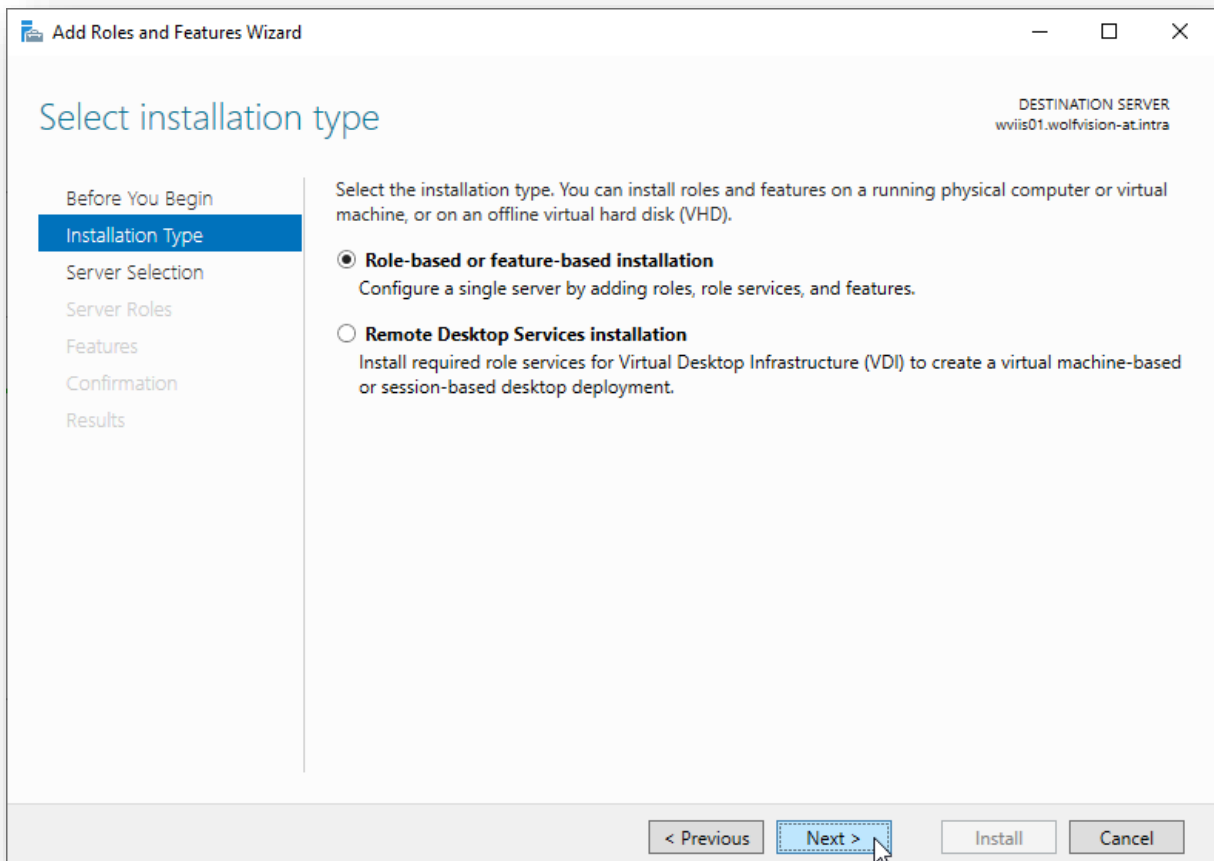 Add Roles and Features Wizard
Select installation type
DESTINATION SERVER
wviis01.wolfvision-at.intra
Before You Begin
Installation Type
Server Selection
Server Roles
Features
Confirmation
Results
Select the installation type. You can install roles and features on a running physical computer or virtual
machine, or on an offline virtual hard disk (VHD).
Role-based or feature-based installation
Configure a single server by adding roles, role services, and features.
Remote Desktop Services installation
Install required role services for Virtual Desktop Infrastructure (VDI) to create a virtual machine-based
or session-based desktop deployment.
< Previous
Next >
Install
Cancel